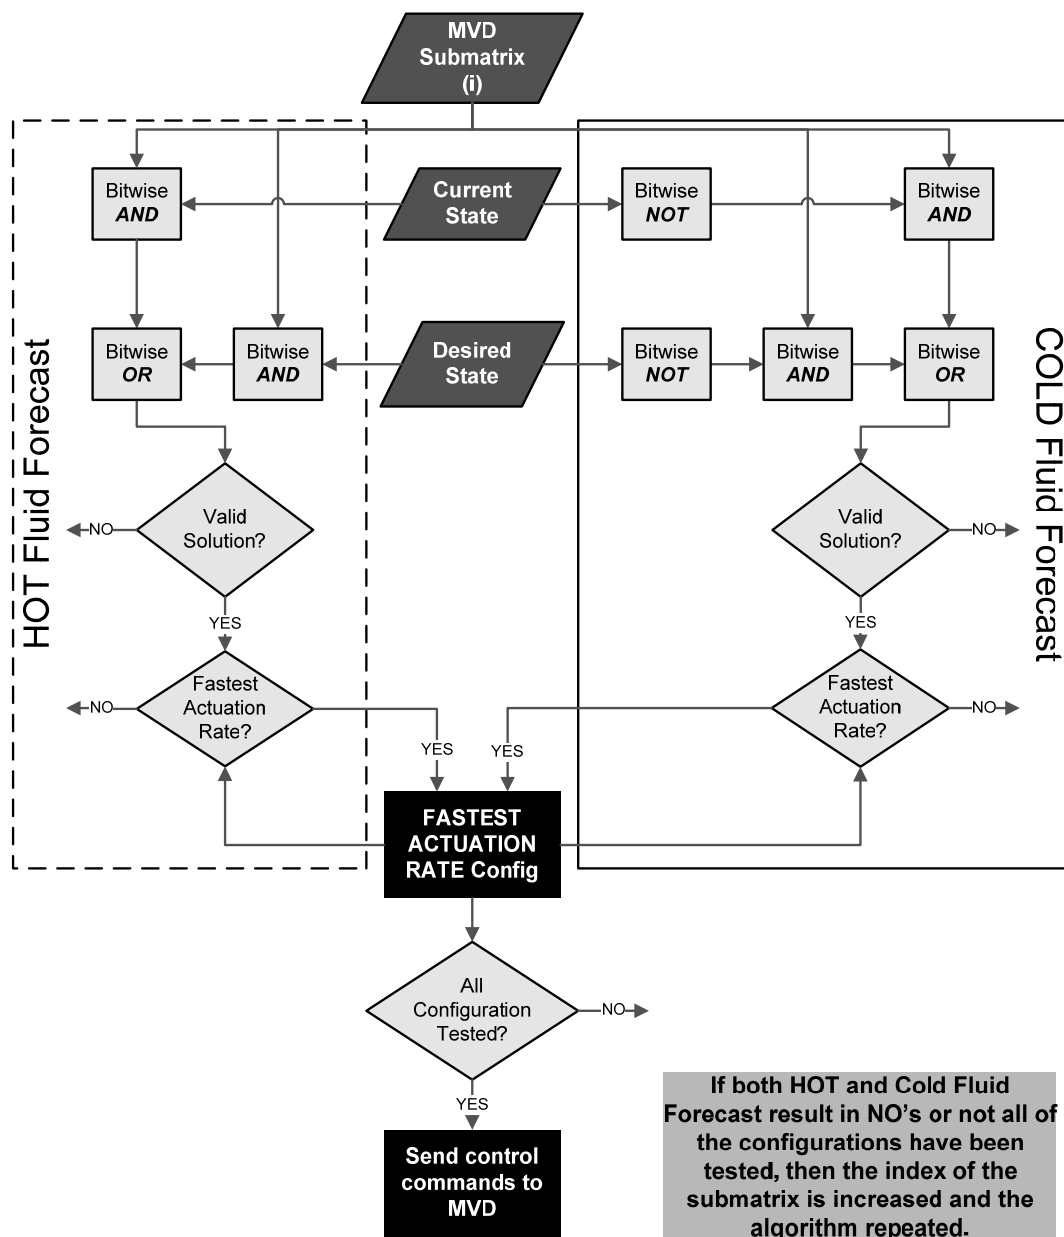 MVD
Submatrix
(i)
Bitwise
AND
Current
State
Bitwise
NOT
Bitwise
AND
HOT Fluid Forecast
Bitwise
OR
Bitwise
AND
Desired
State
Bitwise
NOT
Bitwise
AND
Bitwise
OR
COLD Fluid Forecast
Valid
Solution?
NO
YES
Valid
Solution?
NO
YES
Fastest
Actuation
Rate?
NO
YES
Fastest
Actuation
Rate?
NO
YES
FASTEST
ACTUATION
RATE Config
All
Configuration
Tested?
NO
YES
Send control
commands to
MVD
If both HOT and Cold Fluid
Forecast result in NO's or not all of
the configurations have been
tested, then the index of the
submatrix is increased and the
algorithm repeated.